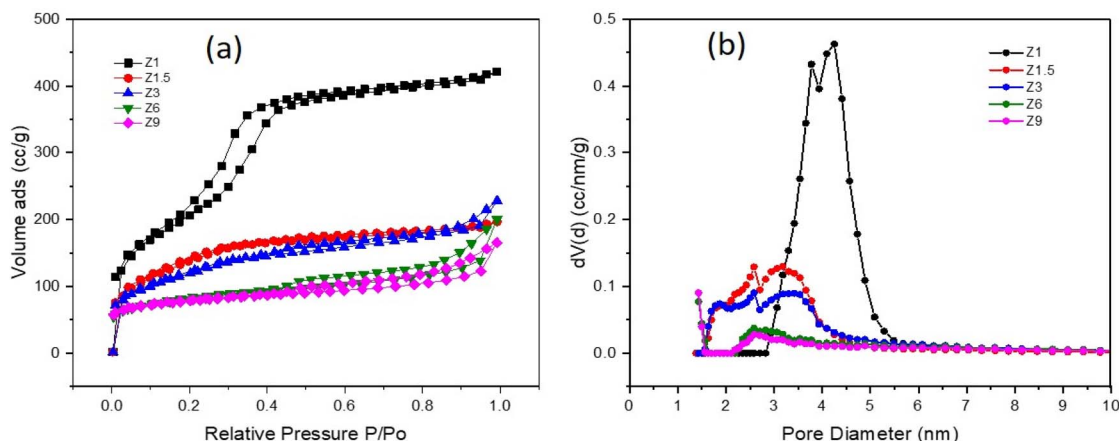 (a)
Z1
Z1.5
Z3
Z6
Z9
500
400
300
200
100
0
Volume ads (cc/g)
0.0 0.2 0.4 0.6 0.8 1.0
Relative Pressure P/Po
(b)
Z1
Z1.5
Z3
Z6
Z9
0.5
0.4
0.3
0.2
0.1
0.0
dV(d) (cc/nm/g)
0 1 2 3 4 5 6 7 8 9 10
Pore Diameter (nm)